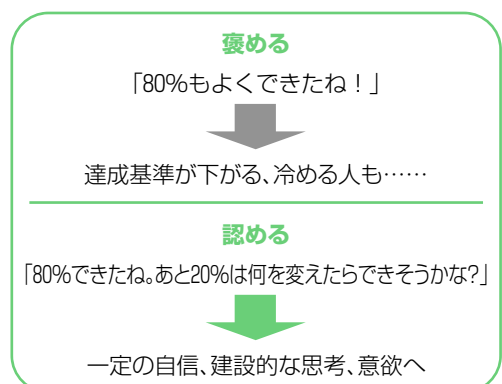 褒める
「80%もよくできたね！」
達成基準が下がる、冷める人も……
認める
「80%できたね。あと20%は何を変えたらできそうかな?」
一定の自信、建設的な思考、意欲へ